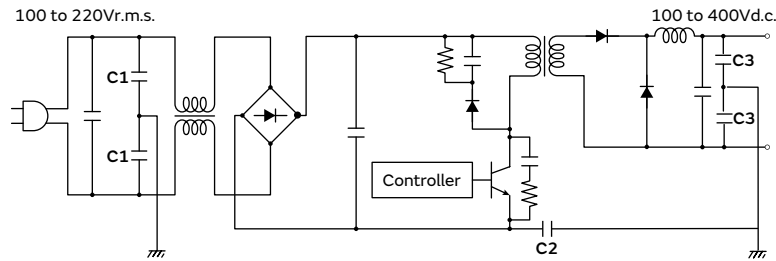 100 to 220Vr.m.s.
100 to 400Vd.c.
C1
C3
C3
C1
Controller
C2